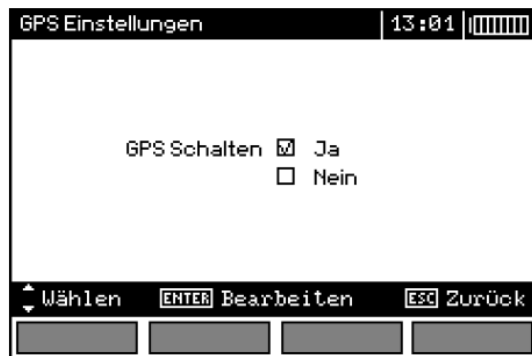 GPS Einstellungen 13:01
GPS Schalten Ja
Nein
Wählen ENTER Bearbeiten ESC Zurück